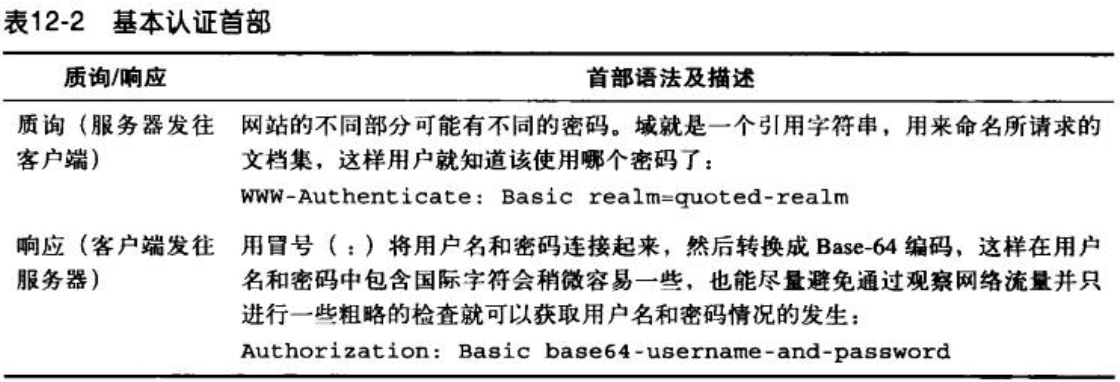 表12-2 基本认证首部
质询/响应 首部语法及描述
质询（服务器发往 网站的不同部分可能有不同的密码。域就是一个引用字符串，用来命名所请求的
客户端） 文档集，这样用户就知道该使用哪个密码了：
WWW-Authenticate: Basic realm=quoted-realm
响应（客户端发往 用冒号（:）将用户名和密码连接起来，然后转换成 Base-64 编码，这样在用户
服务器） 名和密码中包含国际字符会稍微容易一些，也能尽量避免通过观察网络流量并只
进行一些粗略的检查就可以获取用户名和密码情况的发生：
Authorization: Basic base64-username-and-password